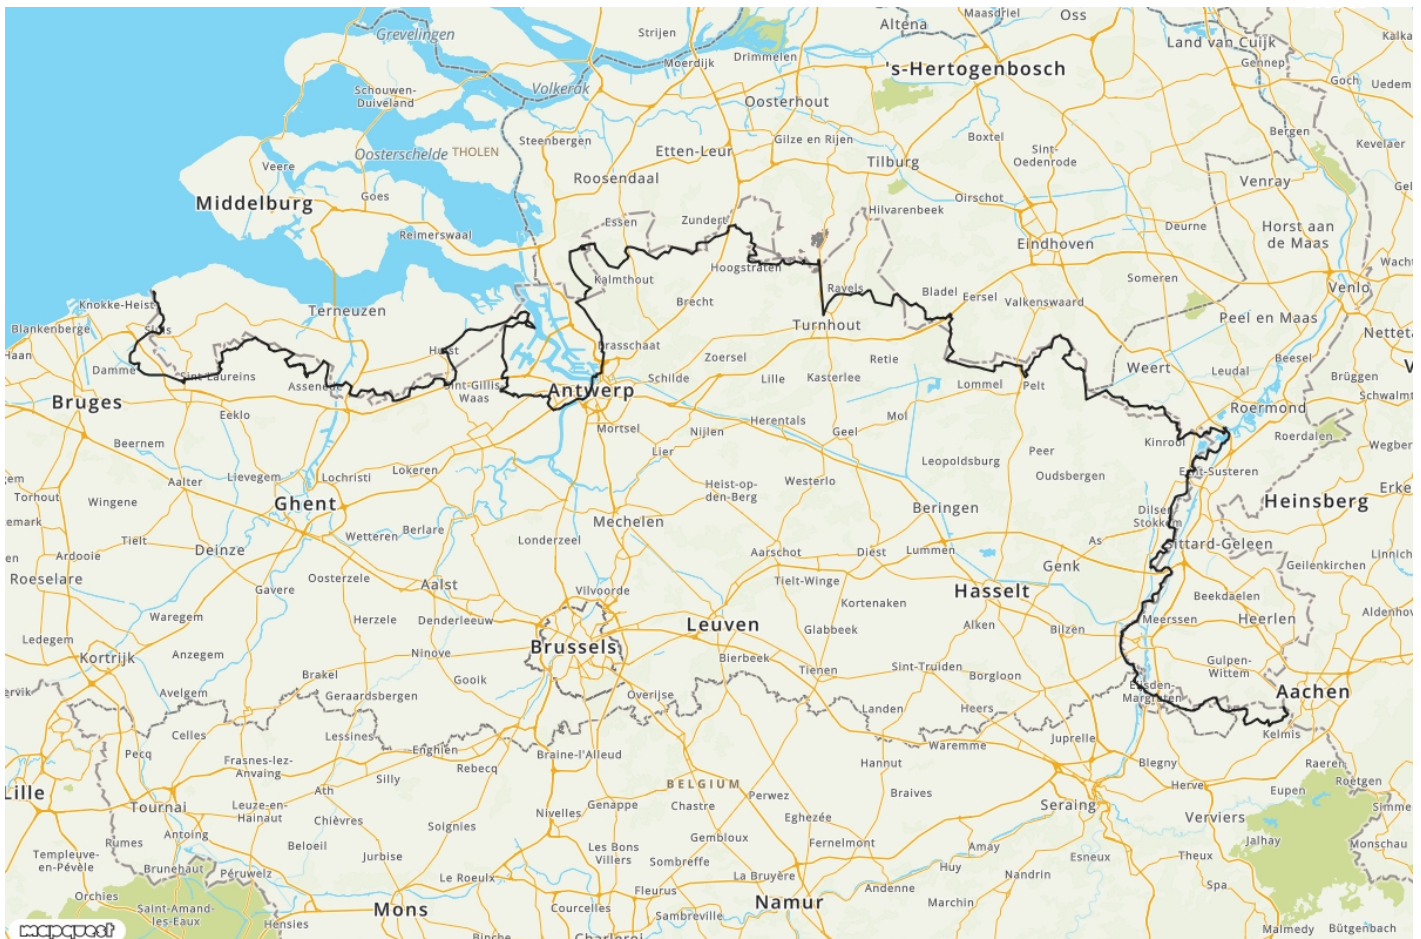 Grevelingen
Strijen
Altena
Maasdriel
Oss
Land van Cuijk
Moerdijk
Drimmelen
's-Hertogenbosch
Gennep
Goch
Uedem
Schouwen-
Duiveland
Volkerak
Oosterhout
Steenbergen
Gilze en Rijen
Boxtel
Bergen
Kevelaer
Oosterschelde
THOLEN
Etten-Leur
Tilburg
Sint-
Oedenrode
Veere
Roosendaal
Venray
Middelburg
Goes
Oirschot
Essen
Zundert
Hilvarenbeek
Deurne
Horst aan
de Maas
Reimerswaal
Eindhoven
Hoogstraten
Kalmthout
Someren
Venlo
Knokke-Heist
Brecht
Ravels
Bladel
Eersel
Valkenswaard
Terneuzen
Peel en Maas
Blankenberge
Sluis
Turnhout
Haan
Hulst
Brasschaat
Zoersel
Retie
Beesel
Damme
Sint-Laureins
Weert
Leudal
Brüggen
Schilde
Lille
Kasterlee
Lommel
Pelt
Antwerp
Sint-Gillis
Waas
Bruges
Eeklo
Roermond
Mortsel
Nijlen
Herentals
Mol
Geel
Kinrooi
Roerdalen
Beernem
Lier
Peer
Leopoldsburg
Oudsbergen
Echt-Susteren
Aalter
Lievegem
Lochristi
Lokeren
Heist-op-
den-Berg
Westerlo
Torhout
Wingene
Ghent
Beringen
Dilsen
Stokkem
Heinsberg
Mechelen
Wetteren
Berlare
Tielt
Londerzeel
As
Sittard-Geleen
Ardooie
Deinze
Aarschot
Diest
Lummen
Roeselare
Oosterzele
Aalst
Genk
Geilenkirchen
Gavere
Vilvoorde
Tielt-Winge
Hasselt
Beekdaelen
Kortenaken
Waregem
Herzele
Denderleeuw
Leuven
Meerssen
Heerlen
Ledegem
Glabbeek
Alken
Bilzen
Kortrijk
Anzegem
Ninove
Brussels
Bierbeek
Tienen
Sint-Truiden
Gulpen-
Wittem
Brakel
Gooik
Borgloon
Avelgem
Geraardsbergen
Overijse
Eijsden-
Margraten
Aachen
Landen
Heers
Celles
Lessines
Kelmis
Pecq
Enghien
Braine-l'Alleud
Waremme
Juprelle
Frasnes-lez-
Anvaing
Rebecq
Hannut
Blegny
Raeren
Silly
BELGIUM
Herve
Eupen
Roetgen
Lille
Ath
Perwez
Braives
Tournai
Leuze-en-
Hainaut
Genappe
Chastre
Seraing
Chièvres
Nivelles
Eghezée
Verviers
Antoing
Soignies
Gembloux
Rumes
Beloeil
Les Bons
Villers
Fernelmont
Amay
Jalhay
Monschau
Templeuve-
en-Pévèle
Jurbise
Sombreffe
Esneux
Theux
Brunehaut
Péruwelz
Le Roeulx
La Bruyère
Huy
Nandrin
Andenne
Spa
Orchies
Fleurus
Namur
Marchin
Saint-Amand-
les-Eaux
Mons
Courcelles
Sambreville
Hensies
Malmedy
Bütgenbach
mapquest